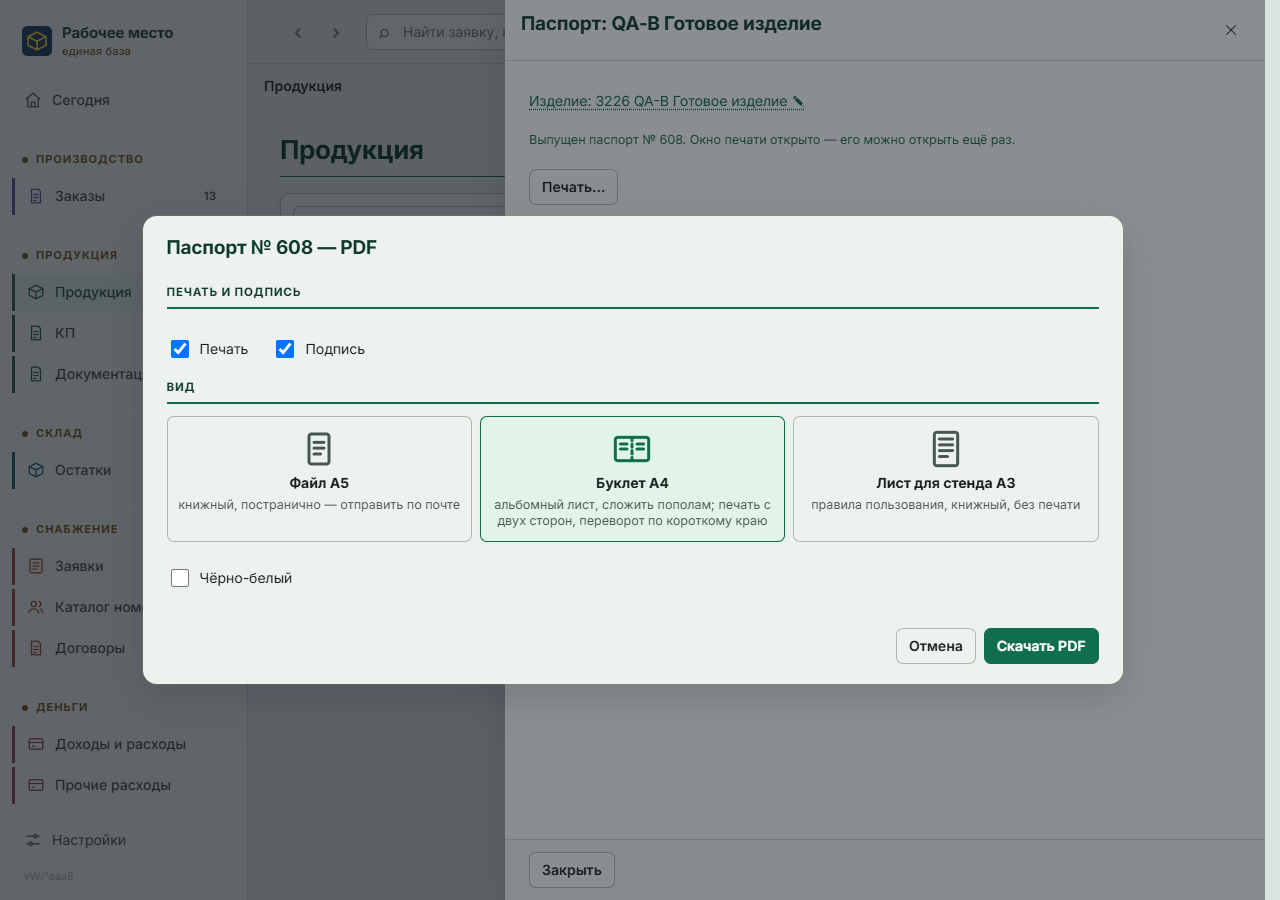 Рабочее место
единая база
Найти заявку,
Паспорт: QA-B Готовое изделие
Сегодня
Продукция
Изделие: 3226 QA-B Готовое изделие
Выпущен паспорт № 608. Окно печати открыто — его можно открыть ещё раз.
Продукция
ПРОИЗВОДСТВО
Заказы 13
Печать...
ПРОДУКЦИЯ
Продукция
КП
СКЛАД
Остатки
СНАБЖЕНИЕ
Заявки
Каталог
Договоры
ДЕНЬГИ
Доходы и расходы
Прочие расходы
Настройки
Паспорт № 608 — PDF
ПЕЧАТЬ И ПОДПИСЬ
Печать Подпись
ВИД
Файл А5
книжный, постранично — отправить по почте
Буклет А4
альбомный лист, сложить пополам; печать с
двух сторон, переворот по короткому краю
Лист для стенда А3
правила пользования, книжный, без печати
Чёрно-белый
Отмена
Скачать PDF
Закрыть